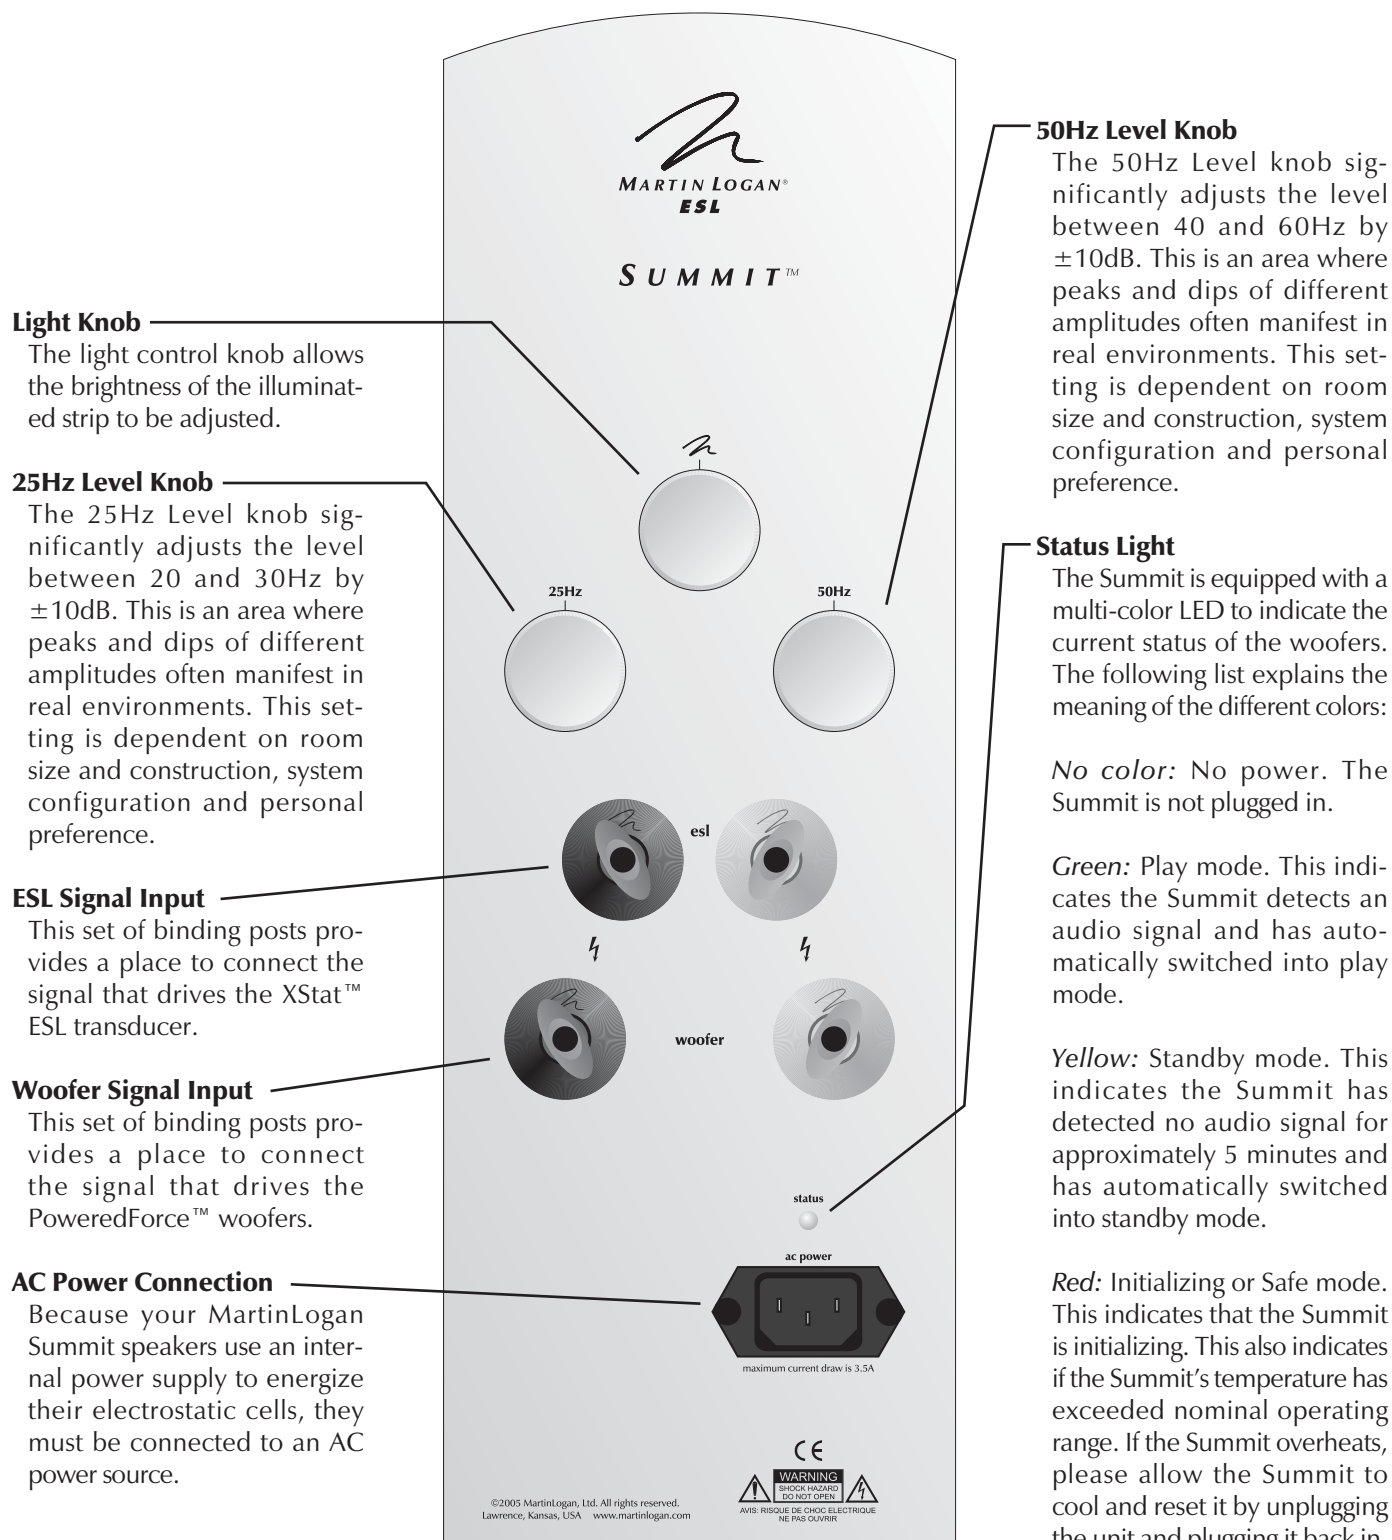 Light Knob
The light control knob allows
the brightness of the illuminat-
ed strip to be adjusted.
25Hz Level Knob
The 25Hz Level knob sig-
nificantly adjusts the level
between 20 and 30Hz by
±10dB. This is an area where
peaks and dips of different
amplitudes often manifest in
real environments. This set-
ting is dependent on room
size and construction, system
configuration and personal
preference.
ESL Signal Input
This set of binding posts pro-
vides a place to connect the
signal that drives the XStat™
ESL transducer.
Woofer Signal Input
This set of binding posts pro-
vides a place to connect
the signal that drives the
PoweredForce™ woofers.
AC Power Connection
Because your MartinLogan
Summit speakers use an inter-
nal power supply to energize
their electrostatic cells, they
must be connected to an AC
power source.
MARTIN LOGAN®
ESL
SUMMIT™
25Hz
50Hz
esl
woofer
status
ac power
maximum current draw is 3.5A
CE
WARNING
SHOCK HAZARD
DO NOT OPEN
AVIS: RISQUE DE CHOC ELECTRIQUE
NE PAS OUVRIR
©2005 MartinLogan, Ltd. All rights reserved.
Lawrence, Kansas, USA www.martinlogan.com
50Hz Level Knob
The 50Hz Level knob sig-
nificantly adjusts the level
between 40 and 60Hz by
±10dB. This is an area where
peaks and dips of different
amplitudes often manifest in
real environments. This set-
ting is dependent on room
size and construction, system
configuration and personal
preference.
Status Light
The Summit is equipped with a
multi-color LED to indicate the
current status of the woofers.
The following list explains the
meaning of the different colors:
No color: No power. The
Summit is not plugged in.
Green: Play mode. This indi-
cates the Summit detects an
audio signal and has auto-
matically switched into play
mode.
Yellow: Standby mode. This
indicates the Summit has
detected no audio signal for
approximately 5 minutes and
has automatically switched
into standby mode.
Red: Initializing or Safe mode.
This indicates that the Summit
is initializing. This also indicates
if the Summit's temperature has
exceeded nominal operating
range. If the Summit overheats,
please allow the Summit to
cool and reset it by unplugging
the unit and plugging it back in